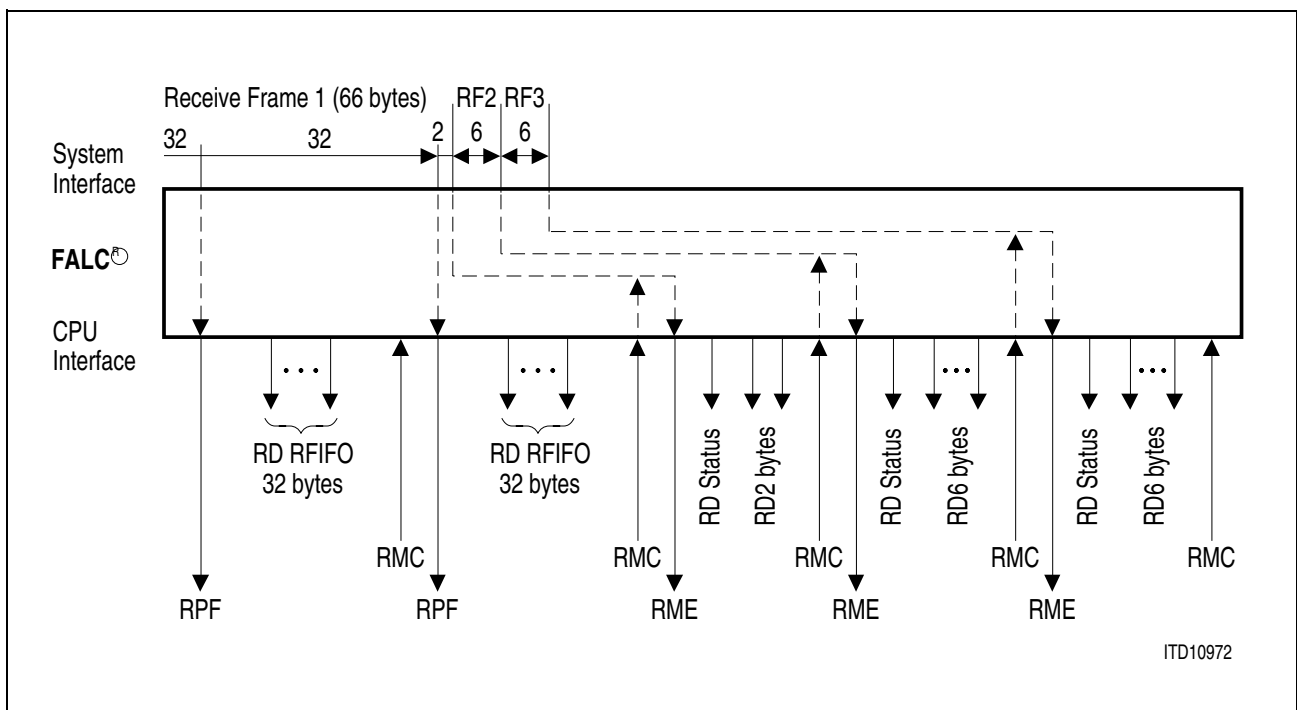 Receive Frame 1 (66 bytes) RF2 RF3
32 32 2 6 6
System
Interface
FALC®
CPU
Interface
RD RFIFO
32 bytes
RD RFIFO
32 bytes
RD Status
RD2 bytes
RD Status
RD6 bytes
RD Status
RD6 bytes
RMC RMC RMC RMC RMC
RPF RPF RME RME RME
ITD10972